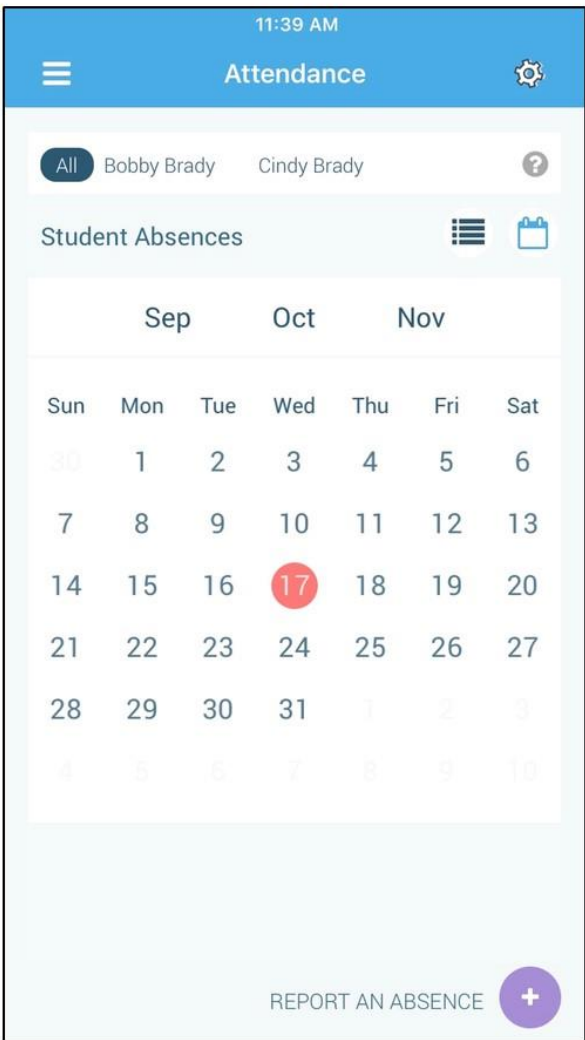 11:39 AM
Attendance
All Bobby Brady Cindy Brady ?
Student Absences
Sep Oct Nov
Sun Mon Tue Wed Thu Fri Sat
30 1 2 3 4 5 6
7 8 9 10 11 12 13
14 15 16 17 18 19 20
21 22 23 24 25 26 27
28 29 30 31 1 2 3
4 5 6 7 8 9 10
REPORT AN ABSENCE +